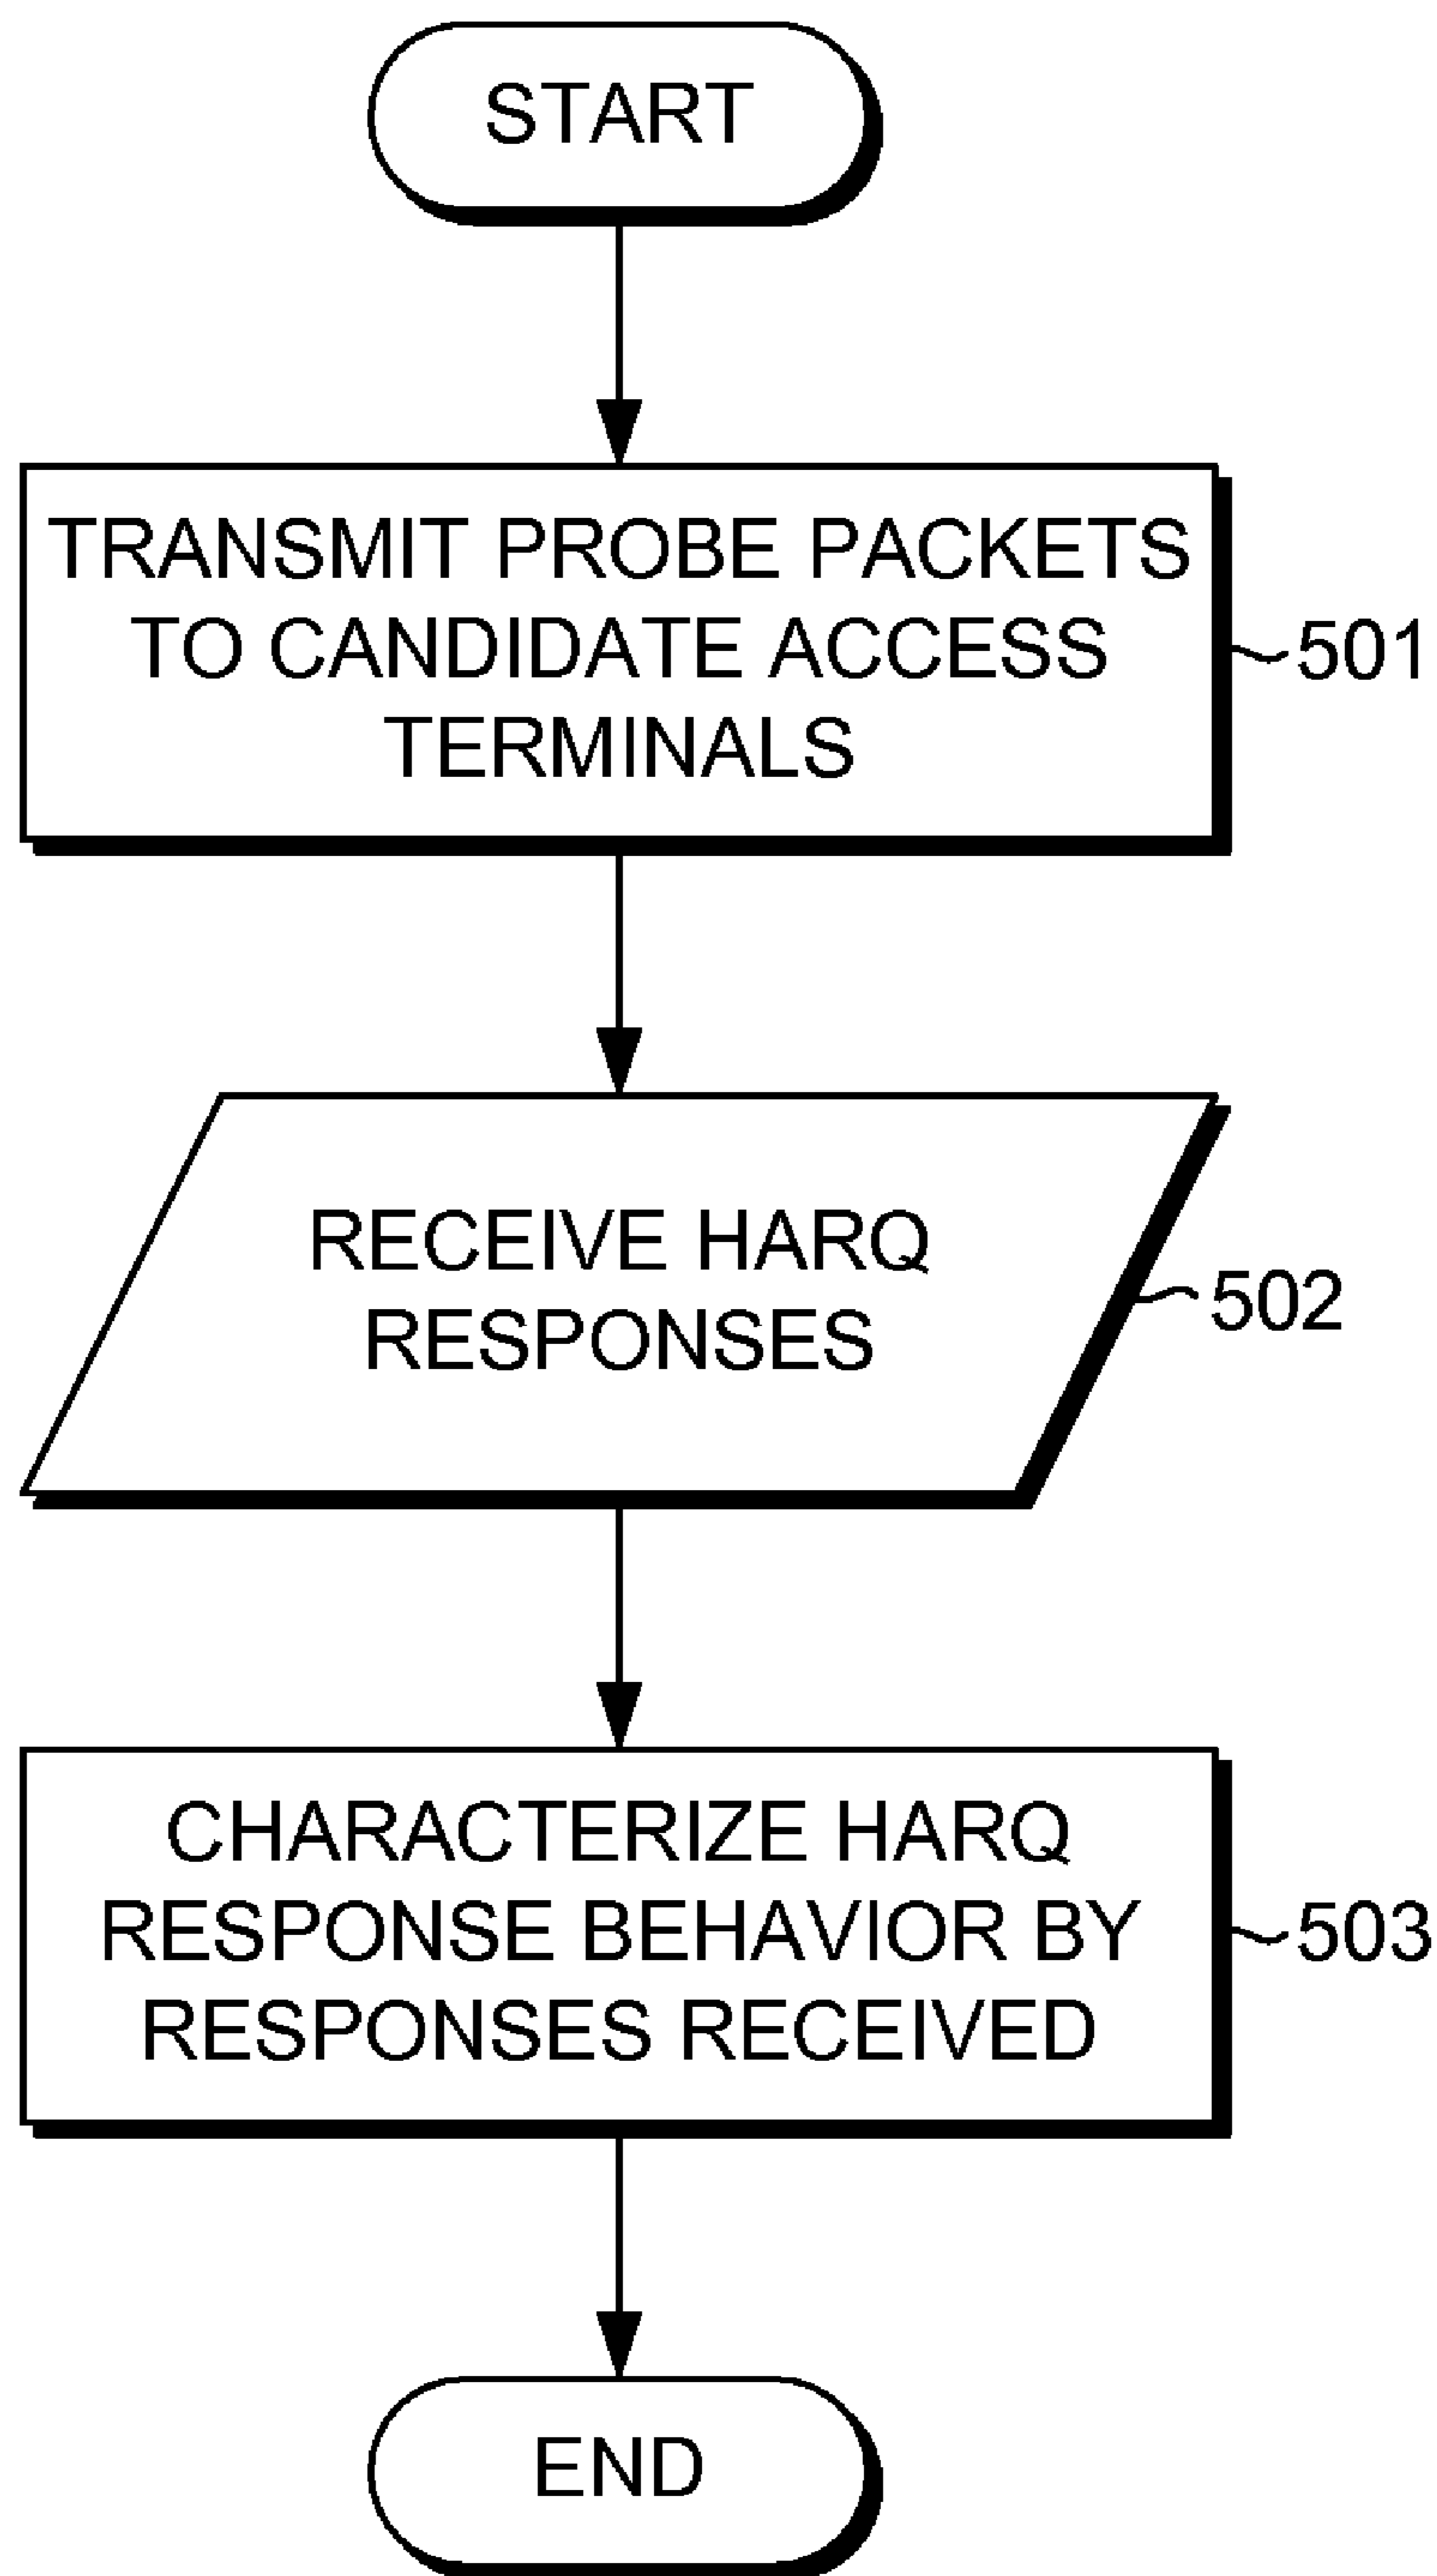 START
TRANSMIT PROBE PACKETS
TO CANDIDATE ACCESS
TERMINALS
501
RECEIVE HARQ
RESPONSES
502
CHARACTERIZE HARQ
RESPONSE BEHAVIOR BY
RESPONSES RECEIVED
503
END